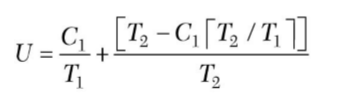 U = C₁/T₁ + [T₂ − C₁⌈T₂ / T₁⌉]/T₂